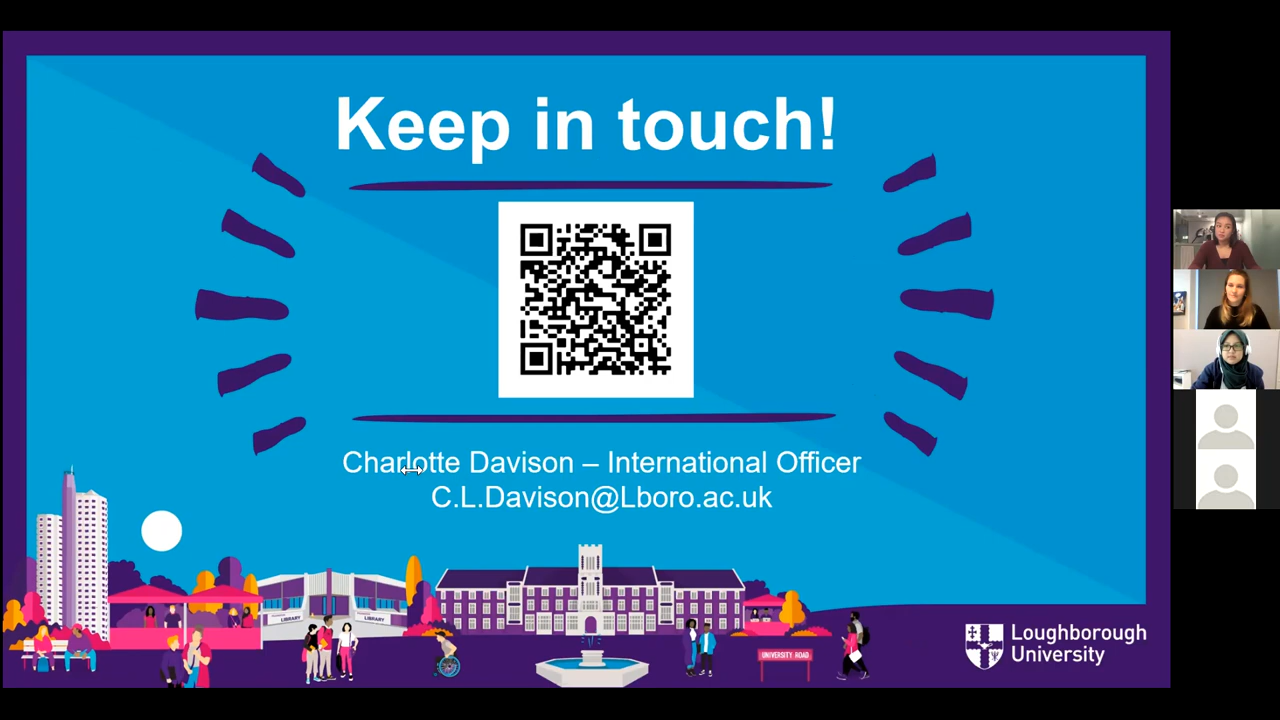 Keep in touch!
Charlotte Davison – International Officer
C.L.Davison@Lboro.ac.uk
LIBRARY
LIBRARY
UNIVERSITY ROAD
Loughborough
University